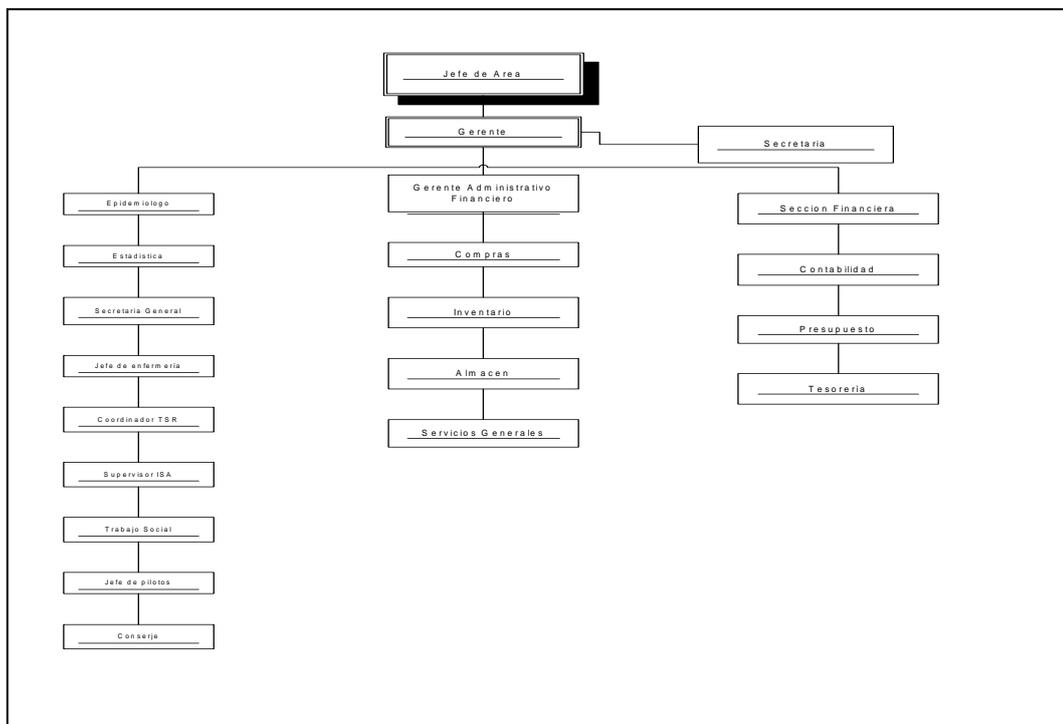 Jefe de Area
Gerente
Secretaria
Gerente Administrativo
Financiero
Epidemiologo
Estadistica
Secretaria General
Jefe de enfermeria
Coordinador TSR
Supervisor ISA
Trabajo Social
Jefe de pilotos
Conserje
Compras
Inventario
Almacen
Servicios Generales
Seccion Financiera
Contabilidad
Presupuesto
Tesorería